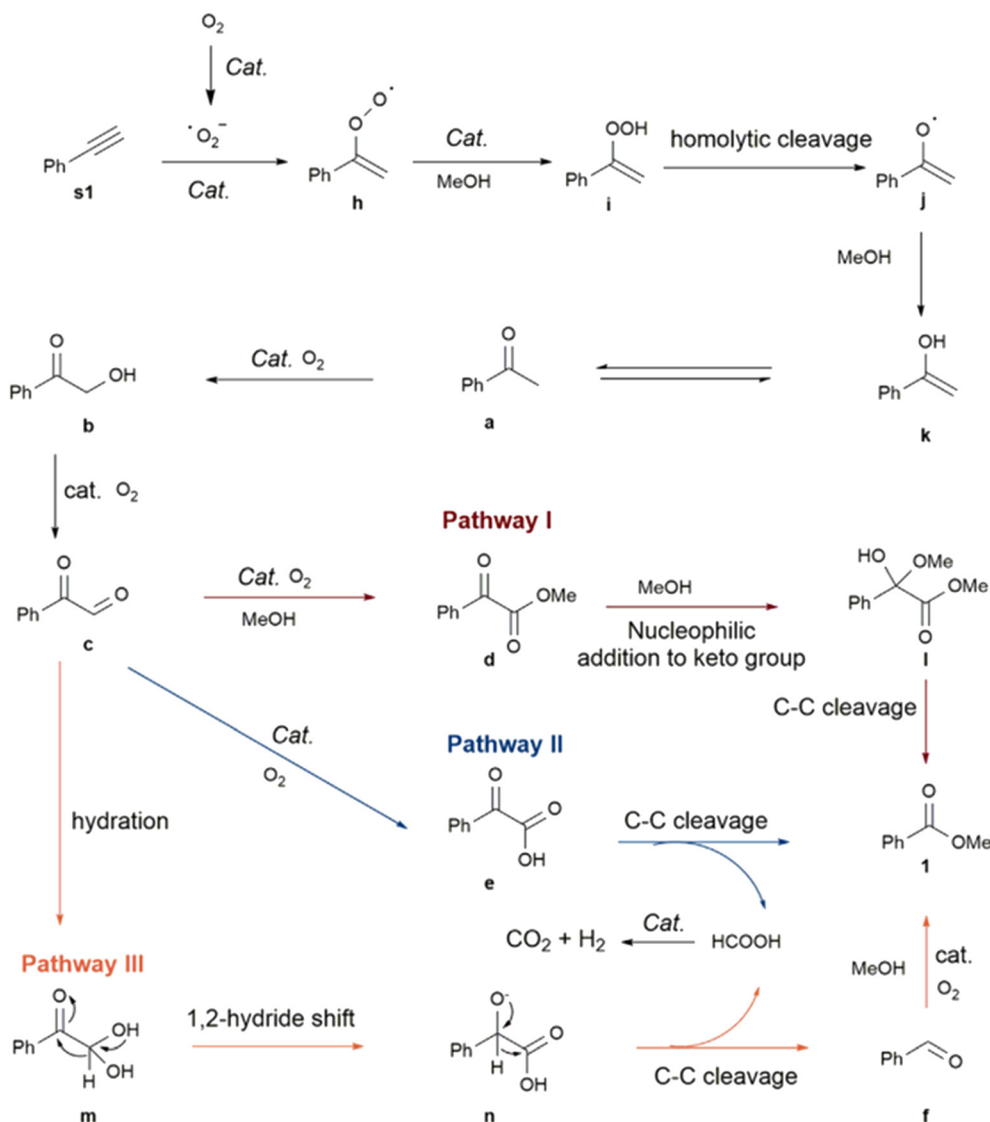 O2
Cat.
·O2−
Ph
s1
Cat.
O
O·
Ph
h
Cat.
MeOH
OOH
Ph
i
homolytic cleavage
O·
Ph
j
MeOH
O
OH
Ph
b
Cat. O2
O
Ph
a
OH
Ph
k
cat. O2
Pathway I
O
O
Ph
c
Cat. O2
MeOH
O
OMe
Ph
O
d
MeOH
Nucleophilic
addition to keto group
HO
OMe
OMe
Ph
O
l
C-C cleavage
Cat.
O2
Pathway II
hydration
O
O
Ph
OH
e
C-C cleavage
O
Ph
OMe
1
CO2 + H2
Cat.
HCOOH
MeOH
cat.
O2
Pathway III
O
OH
Ph
H
OH
m
1,2-hydride shift
O-
O
Ph
H
OH
n
C-C cleavage
Ph
O
f